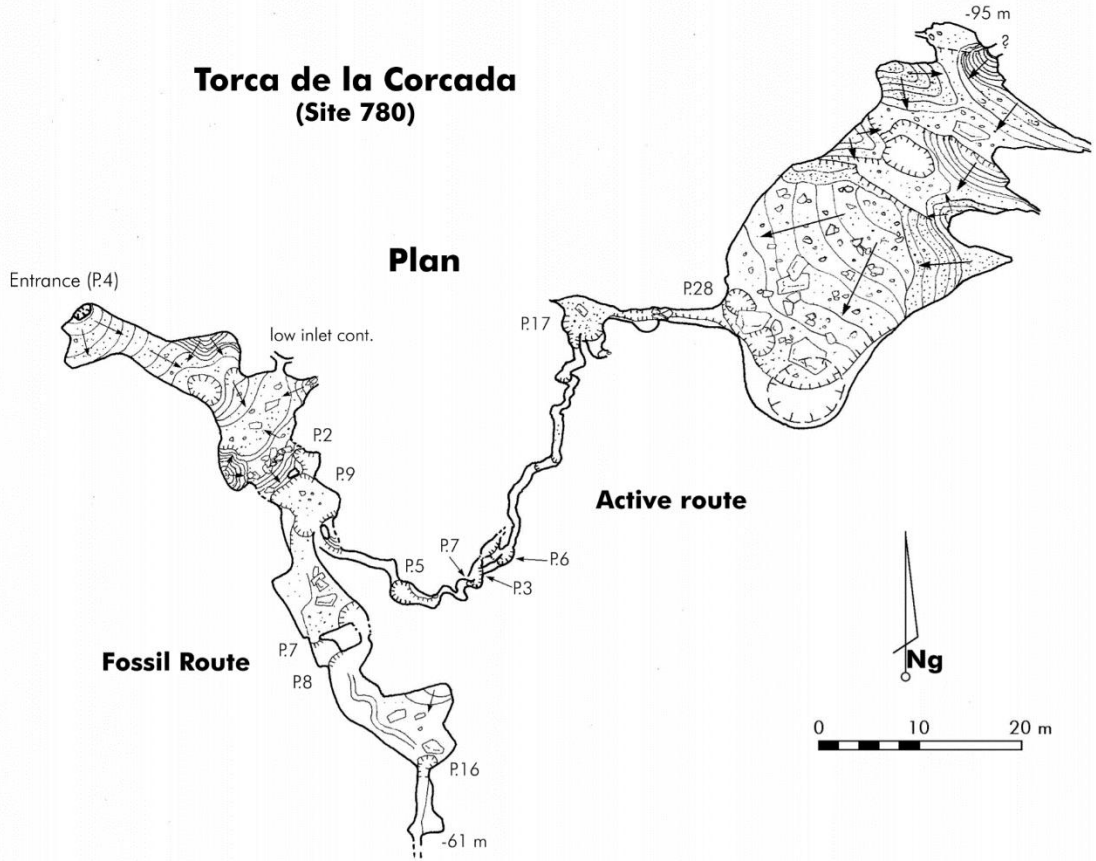 Torca de la Corcada
(Site 780)
-95 m
?
Plan
Entrance (P.4)
low inlet cont.
P.28
P.17
P.2
P.9
Active route
P.5
P.7
P.6
P.3
P.7
Fossil Route
P.8
P.16
-61 m
Ng
0 10 20 m